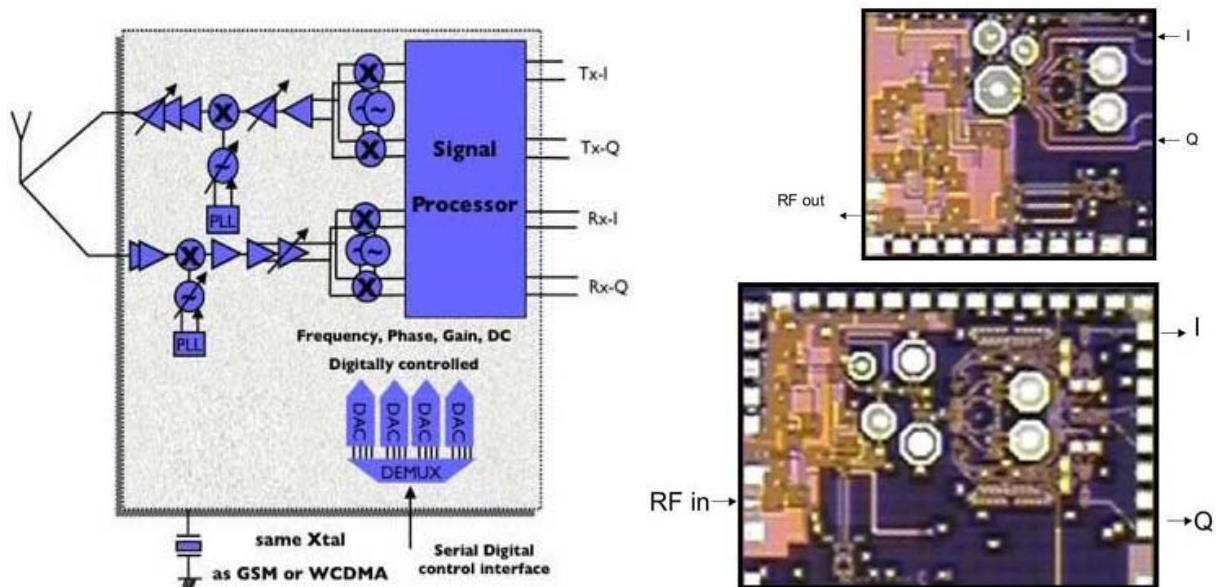 X
X
~
X
~~
X
Signal
Processor
PLL
X
~
PLL
X
~~
X
Tx-I
Tx-Q
Rx-I
Rx-Q
Frequency, Phase, Gain, DC
Digitally controlled
DAC DAC DAC DAC
DEMUX
same Xtal
as GSM or WCDMA
Serial Digital
control interface
I
Q
RF out
I
RF in
Q